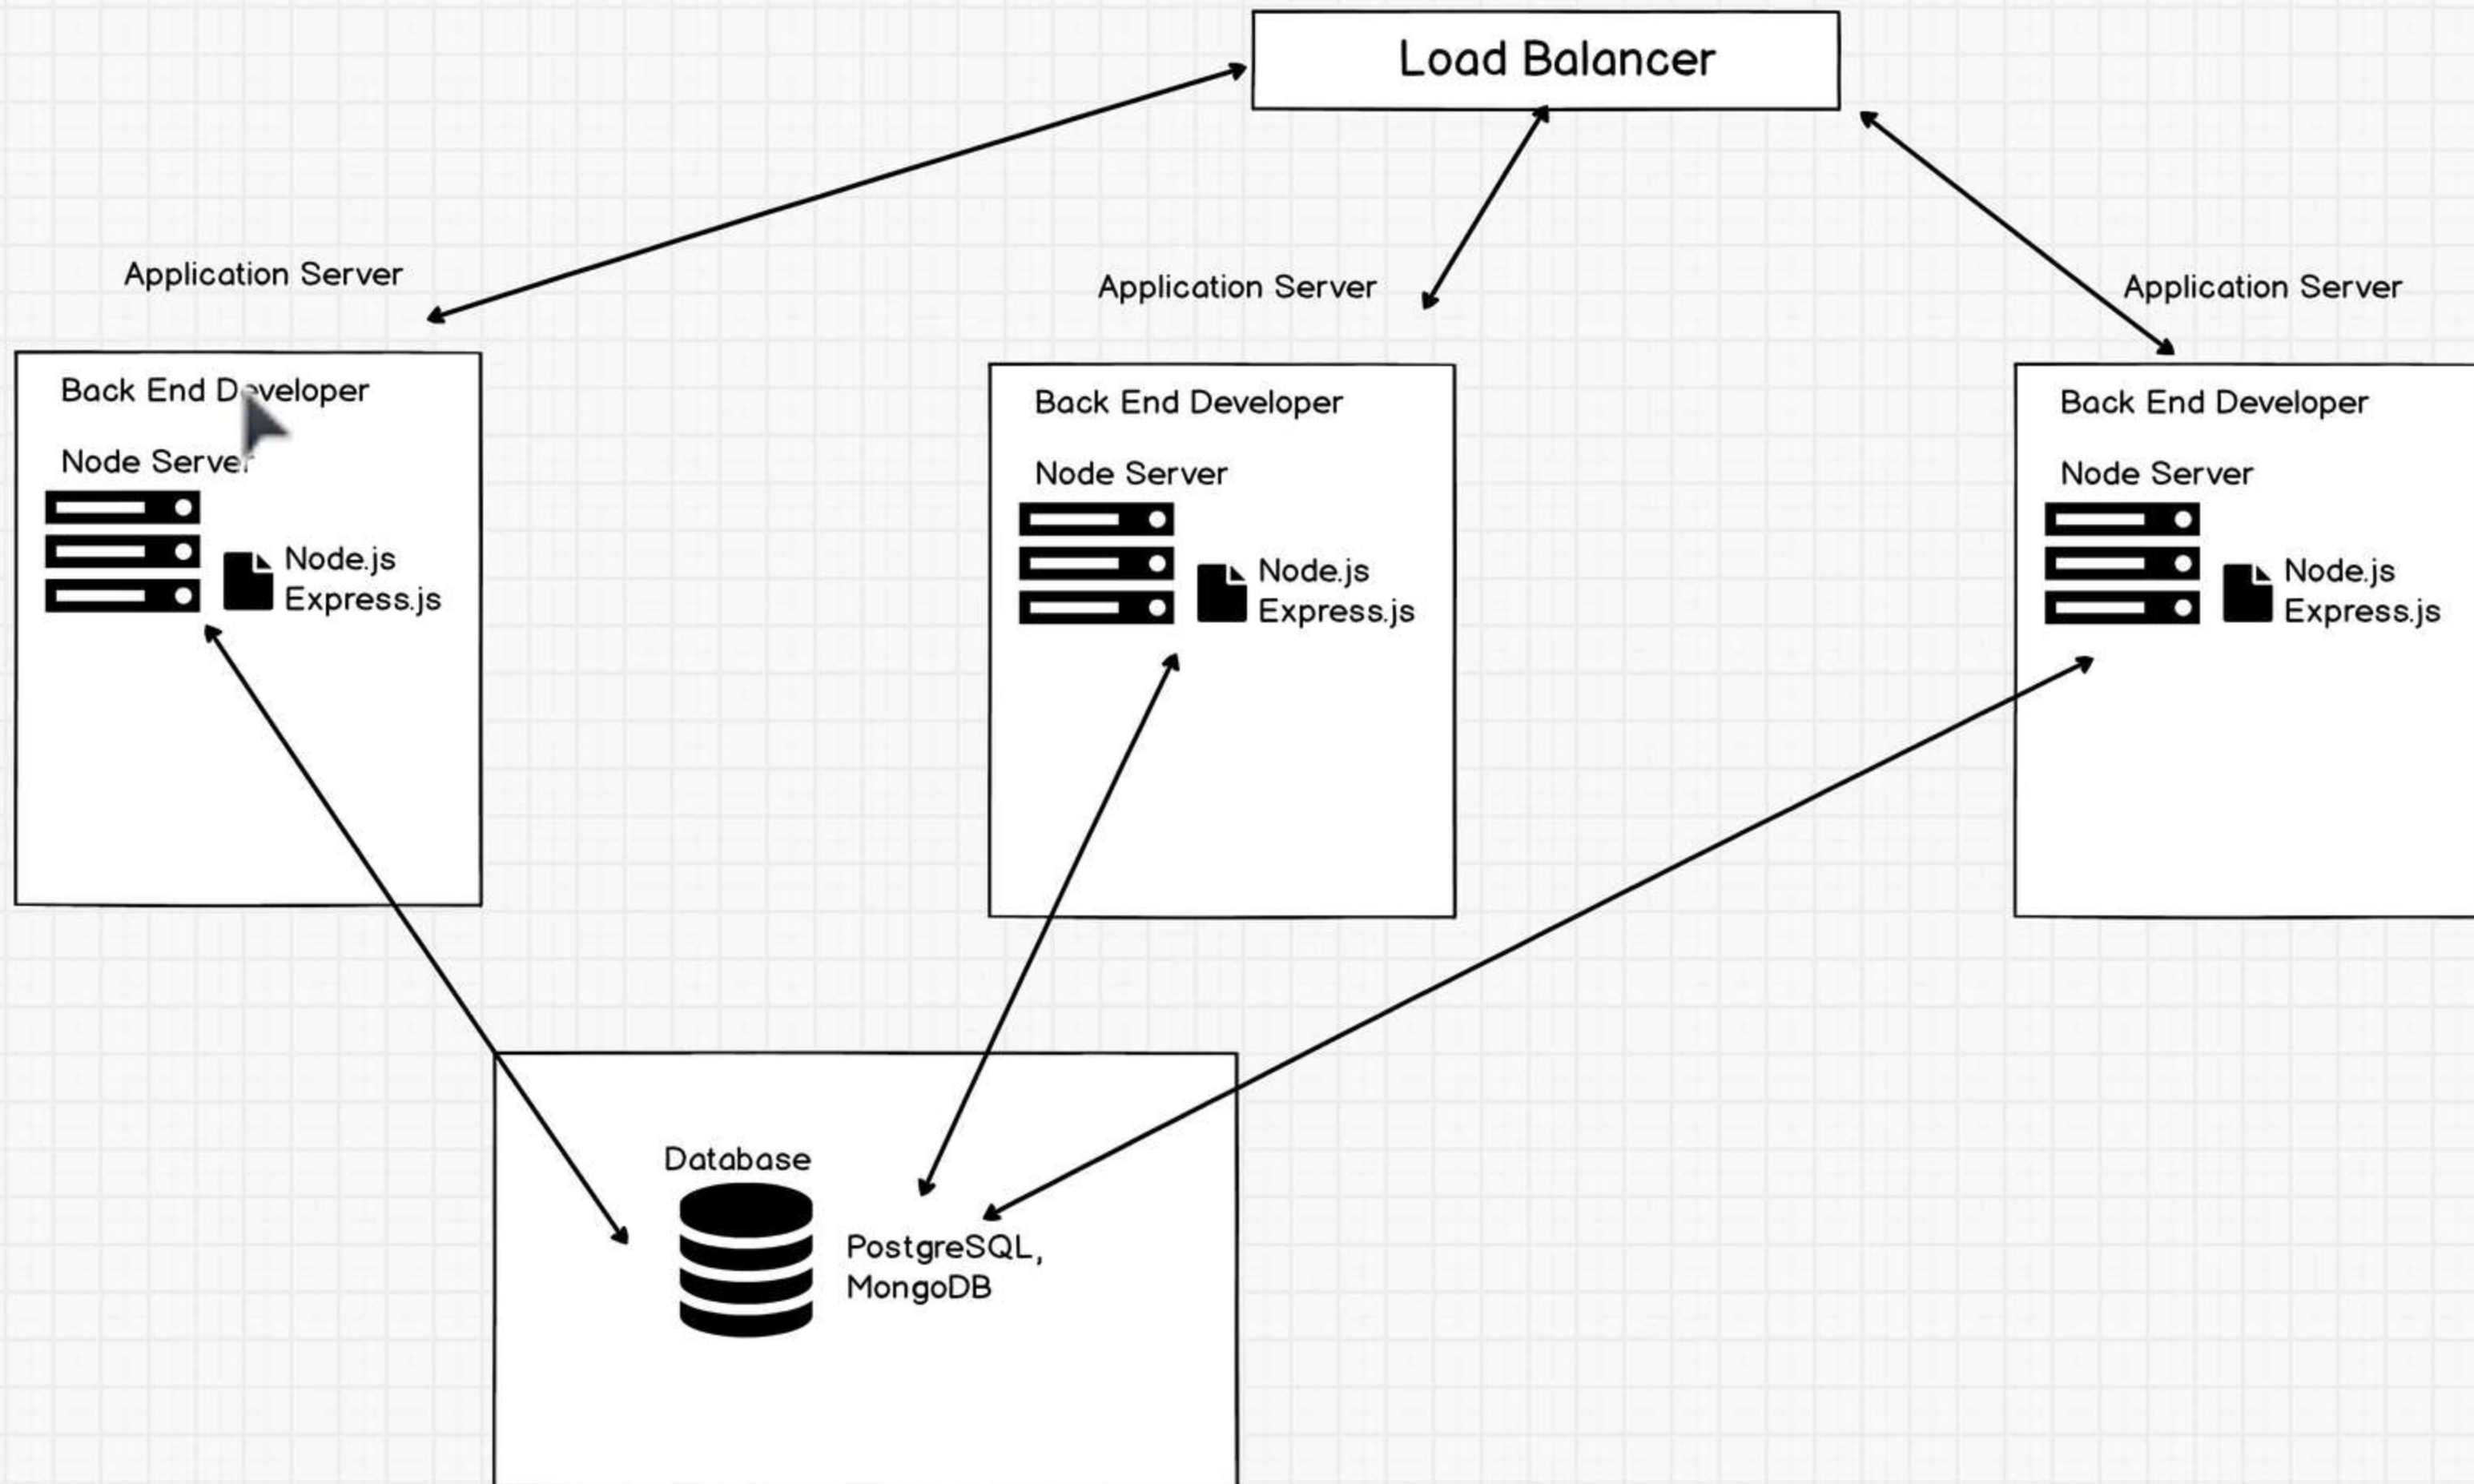 Load Balancer
Application Server
Back End Developer
Node Server
Node.js
Express.js
Application Server
Back End Developer
Node Server
Node.js
Express.js
Application Server
Back End Developer
Node Server
Node.js
Express.js
Database
PostgreSQL,
MongoDB